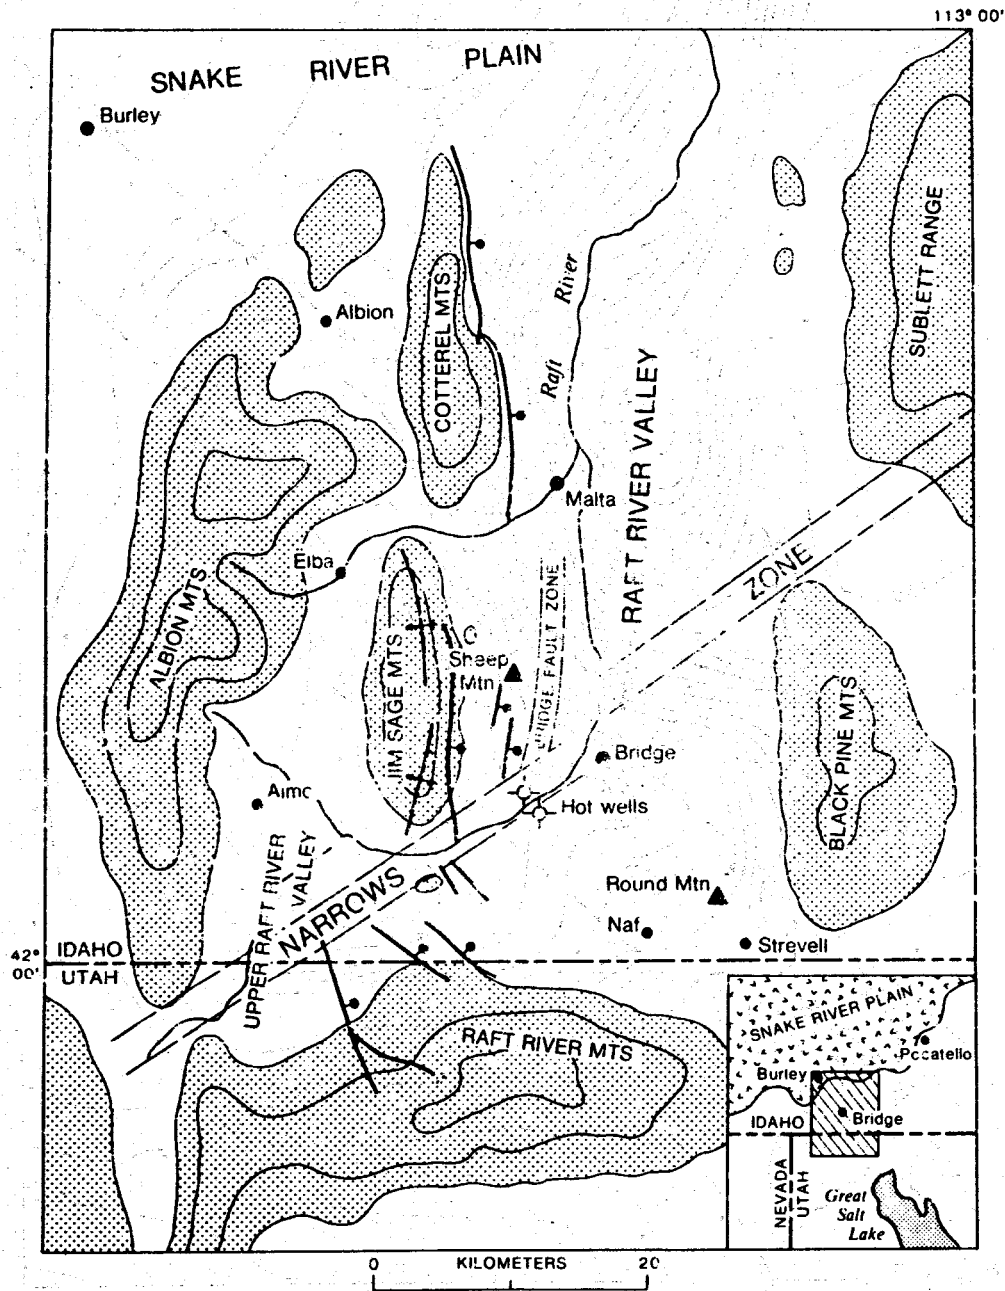 113° 00'
SNAKE RIVER PLAIN
Burley
Albion
COTTEREL MTS
Raft River
SUBLETT RANGE
RAFT RIVER VALLEY
Malta
Elba
ZONE
ALBION MTS
JIM SAGE MTS
Sheep
Mtn
FAULT ZONE
BLACK PINE MTS
Bridge
Hot wells
UPPER RAFT RIVER
VALLEY
NARROWS
Round Mtn
Naf
Strevell
42°
00'
IDAHO
UTAH
RAFT RIVER MTS
SNAKE RIVER PLAIN
Pocatello
Burley
Bridge
IDAHO
NEVADA
UTAH
Great
Salt
Lake
0 KILOMETERS 20